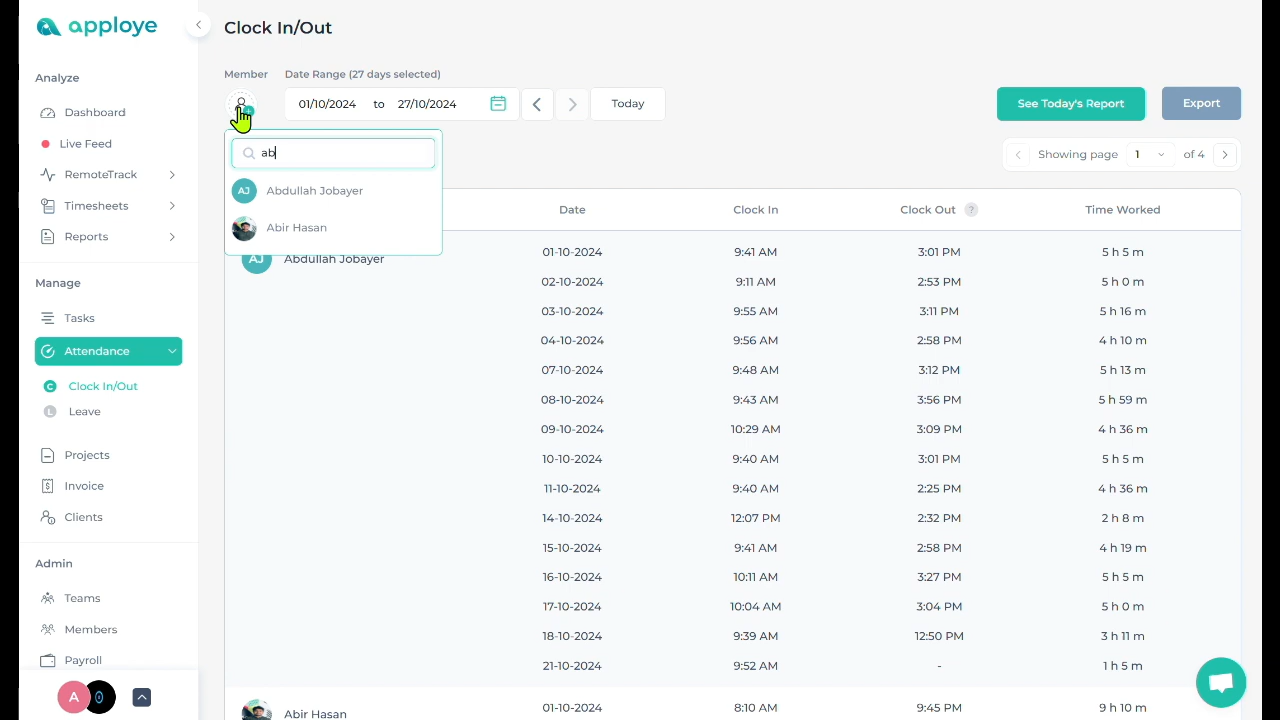 apploye
Clock In/Out
Analyze
Member
Date Range (27 days selected)
01/10/2024 to 27/10/2024
Today
See Today's Report
Export
Dashboard
Live Feed
RemoteTrack
Timesheets
Reports
ab
Abdullah Jobayer
AJ
Abir Hasan
Showing page 1 of 4
Date Clock In Clock Out ? Time Worked
AJ Abdullah Jobayer 01-10-2024 9:41 AM 3:01 PM 5 h 5 m
02-10-2024 9:11 AM 2:53 PM 5 h 0 m
03-10-2024 9:55 AM 3:11 PM 5 h 16 m
04-10-2024 9:56 AM 2:58 PM 4 h 10 m
07-10-2024 9:48 AM 3:12 PM 5 h 13 m
08-10-2024 9:43 AM 3:56 PM 5 h 59 m
09-10-2024 10:29 AM 3:09 PM 4 h 36 m
10-10-2024 9:40 AM 3:01 PM 5 h 5 m
11-10-2024 9:40 AM 2:25 PM 4 h 36 m
14-10-2024 12:07 PM 2:32 PM 2 h 8 m
15-10-2024 9:41 AM 2:58 PM 4 h 19 m
16-10-2024 10:11 AM 3:27 PM 5 h 5 m
17-10-2024 10:04 AM 3:04 PM 5 h 0 m
18-10-2024 9:39 AM 12:50 PM 3 h 11 m
21-10-2024 9:52 AM - 1 h 5 m
Abir Hasan 01-10-2024 8:10 AM 9:45 PM 9 h 10 m
Manage
Tasks
Attendance
C Clock In/Out
L Leave
Projects
Invoice
Clients
Admin
Teams
Members
Payroll
A 0